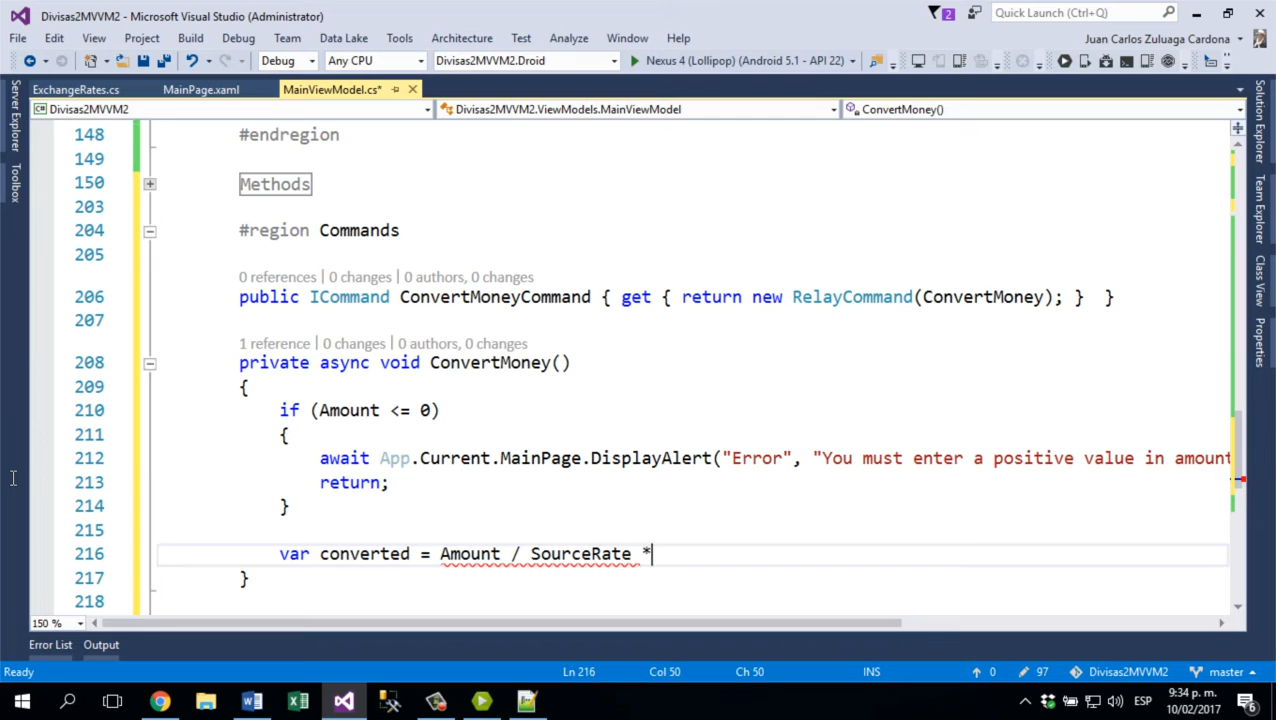 Divisas2MVVM2 - Microsoft Visual Studio (Administrator)
2
Quick Launch (Ctrl+Q)
File Edit View Project Build Debug Team Data Lake Tools Architecture Test Analyze Window Help
Juan Carlos Zuluaga Cardona
Debug Any CPU Divisas2MVVM2.Droid Nexus 4 (Lollipop) (Android 5.1 - API 22)
ExchangeRates.cs MainPage.xaml MainViewModel.cs*
Divisas2MVVM2 Divisas2MVVM2.ViewModels.MainViewModel ConvertMoney()
Server Explorer
Toolbox
Solution Explorer
Team Explorer
Class View
Properties
148 #endregion
149
150 Methods
203
204 #region Commands
205
0 references | 0 changes | 0 authors, 0 changes
206 public ICommand ConvertMoneyCommand { get { return new RelayCommand(ConvertMoney); } }
207
1 reference | 0 changes | 0 authors, 0 changes
208 private async void ConvertMoney()
209 {
210 if (Amount <= 0)
211 {
212 await App.Current.MainPage.DisplayAlert("Error", "You must enter a positive value in amount
213 return;
214 }
215
216 var converted = Amount / SourceRate *
217 }
218
150 %
Error List Output
Ready Ln 216 Col 50 Ch 50 INS 0 97 Divisas2MVVM2 master
ESP 9:34 p. m.
10/02/2017 6